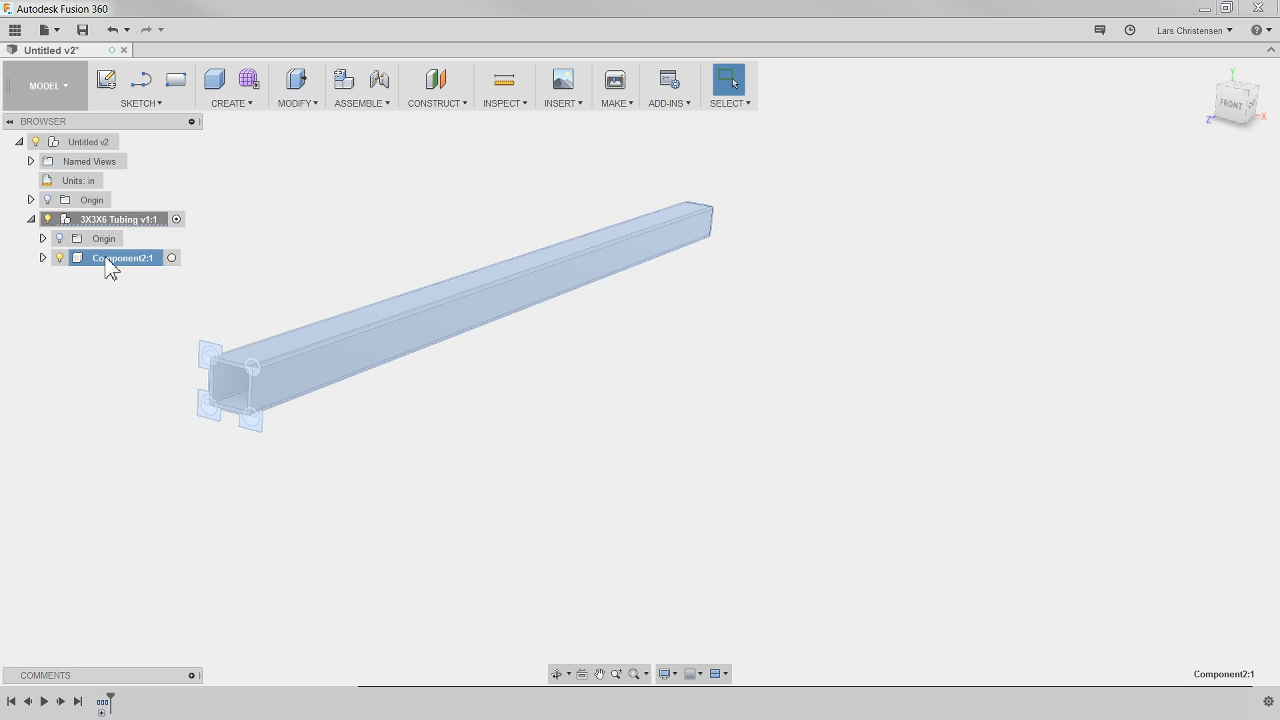 Autodesk Fusion 360
Untitled v2*
Lars Christensen
MODEL
SKETCH
CREATE
MODIFY
ASSEMBLE
CONSTRUCT
INSPECT
INSERT
MAKE
ADD-INS
SELECT
FRONT
Y
X
Z
BROWSER
Untitled v2
Named Views
Units: in
Origin
3X3X6 Tubing v1:1
Origin
Component2:1
COMMENTS
Component2:1